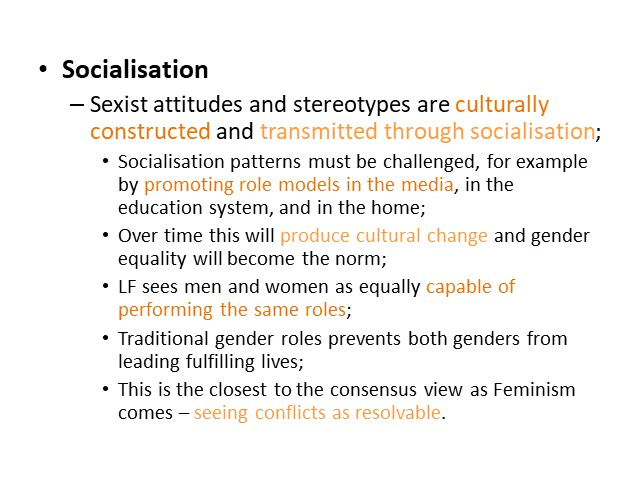 • Socialisation
– Sexist attitudes and stereotypes are culturally
constructed and transmitted through socialisation;
• Socialisation patterns must be challenged, for example
by promoting role models in the media, in the
education system, and in the home;
• Over time this will produce cultural change and gender
equality will become the norm;
• LF sees men and women as equally capable of
performing the same roles;
• Traditional gender roles prevents both genders from
leading fulfilling lives;
• This is the closest to the consensus view as Feminism
comes – seeing conflicts as resolvable.